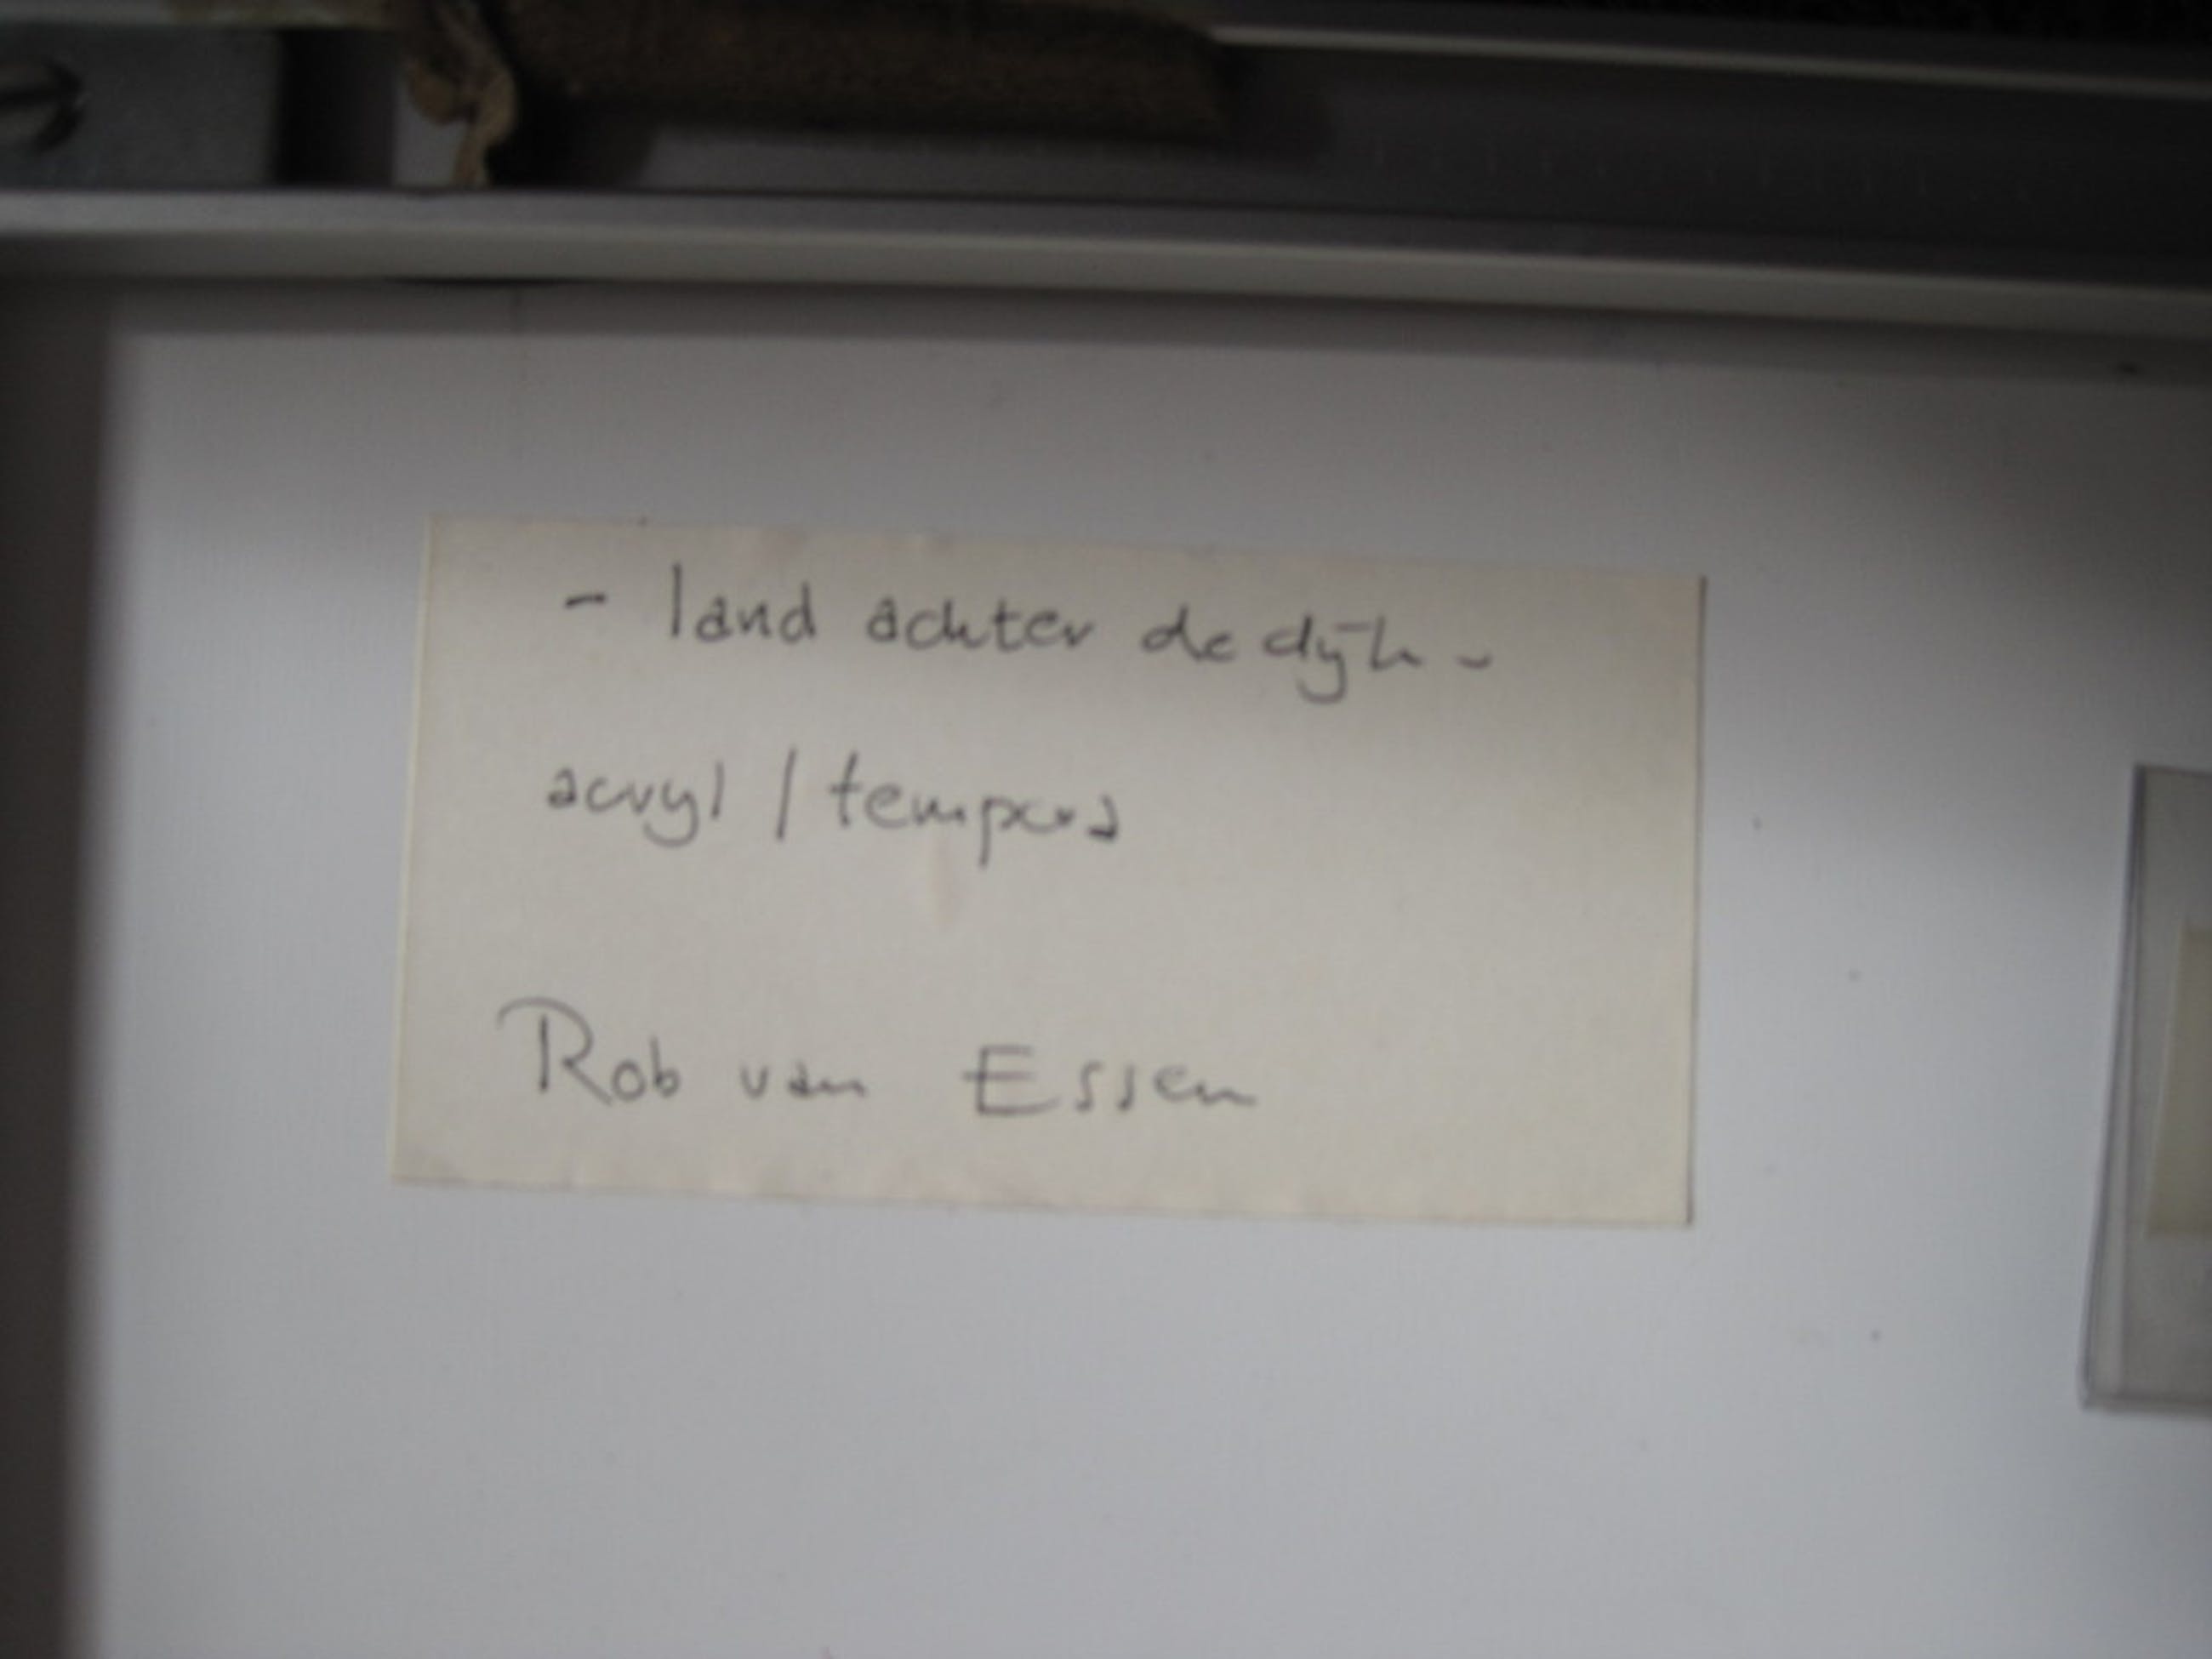 - land achter de dijk -
acryl / tempera
Rob van Essen